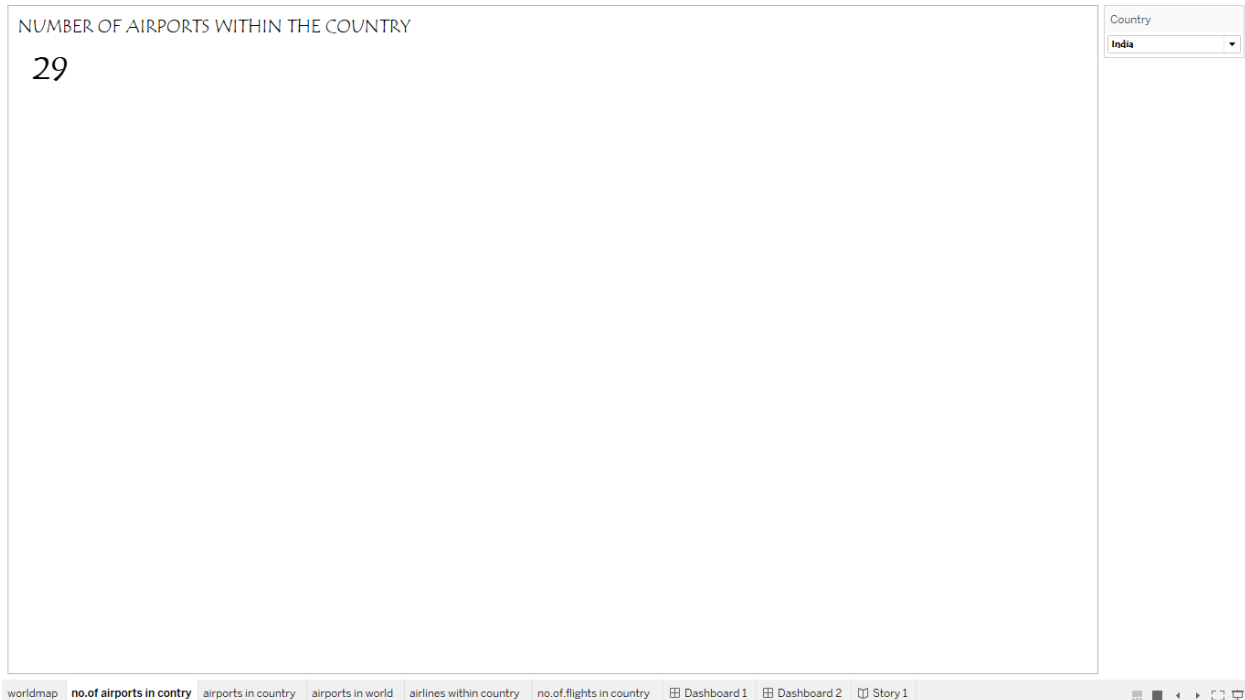 NUMBER OF AIRPORTS WITHIN THE COUNTRY
29
Country
India
worldmap
no.of airports in contry
airports in country
airports in world
airlines within country
no.of.flights in country
Dashboard 1
Dashboard 2
Story 1